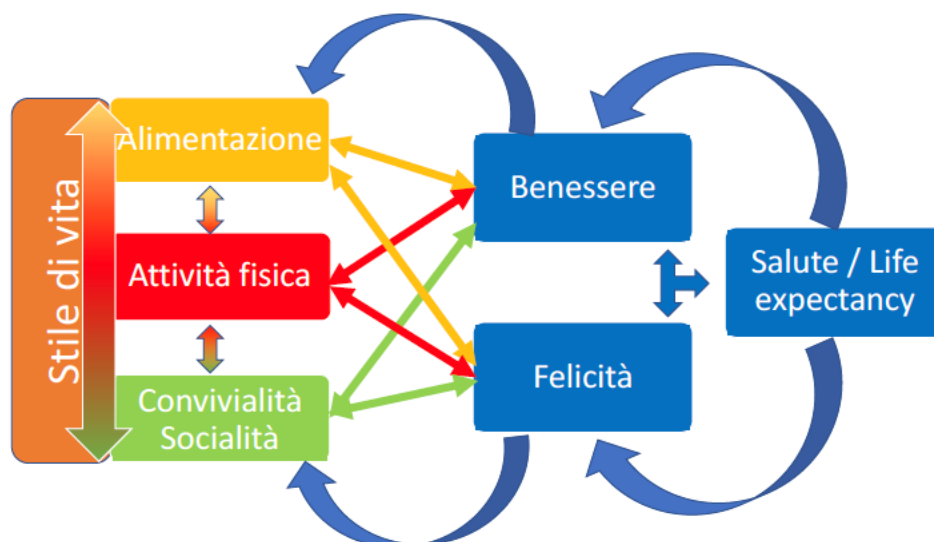 Stile di vita
Alimentazione
Attività fisica
Convivialità
Socialità
Benessere
Felicità
Salute / Life
expectancy